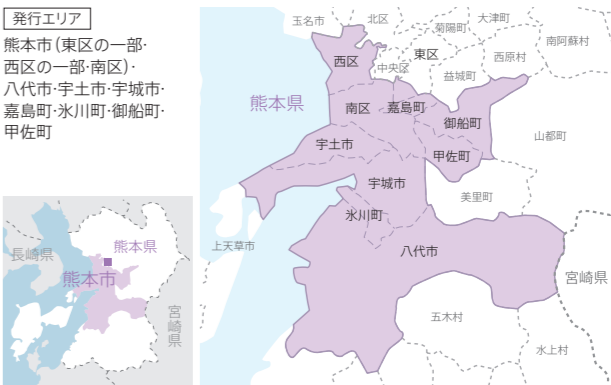 発行エリア
熊本市（東区の一部・
西区の一部・南区）・
八代市・宇土市・宇城市・
嘉島町・氷川町・御船町・
甲佐町
長崎県
熊本県
熊本市
宮崎県
玉名市
北区
菊陽町
大津町
南阿蘇村
西区
中央区
東区
西原村
益城町
熊本県
南区
嘉島町
御船町
山都町
宇土市
甲佐町
宇城市
美里町
氷川町
上天草市
八代市
宮崎県
五木村
水上村